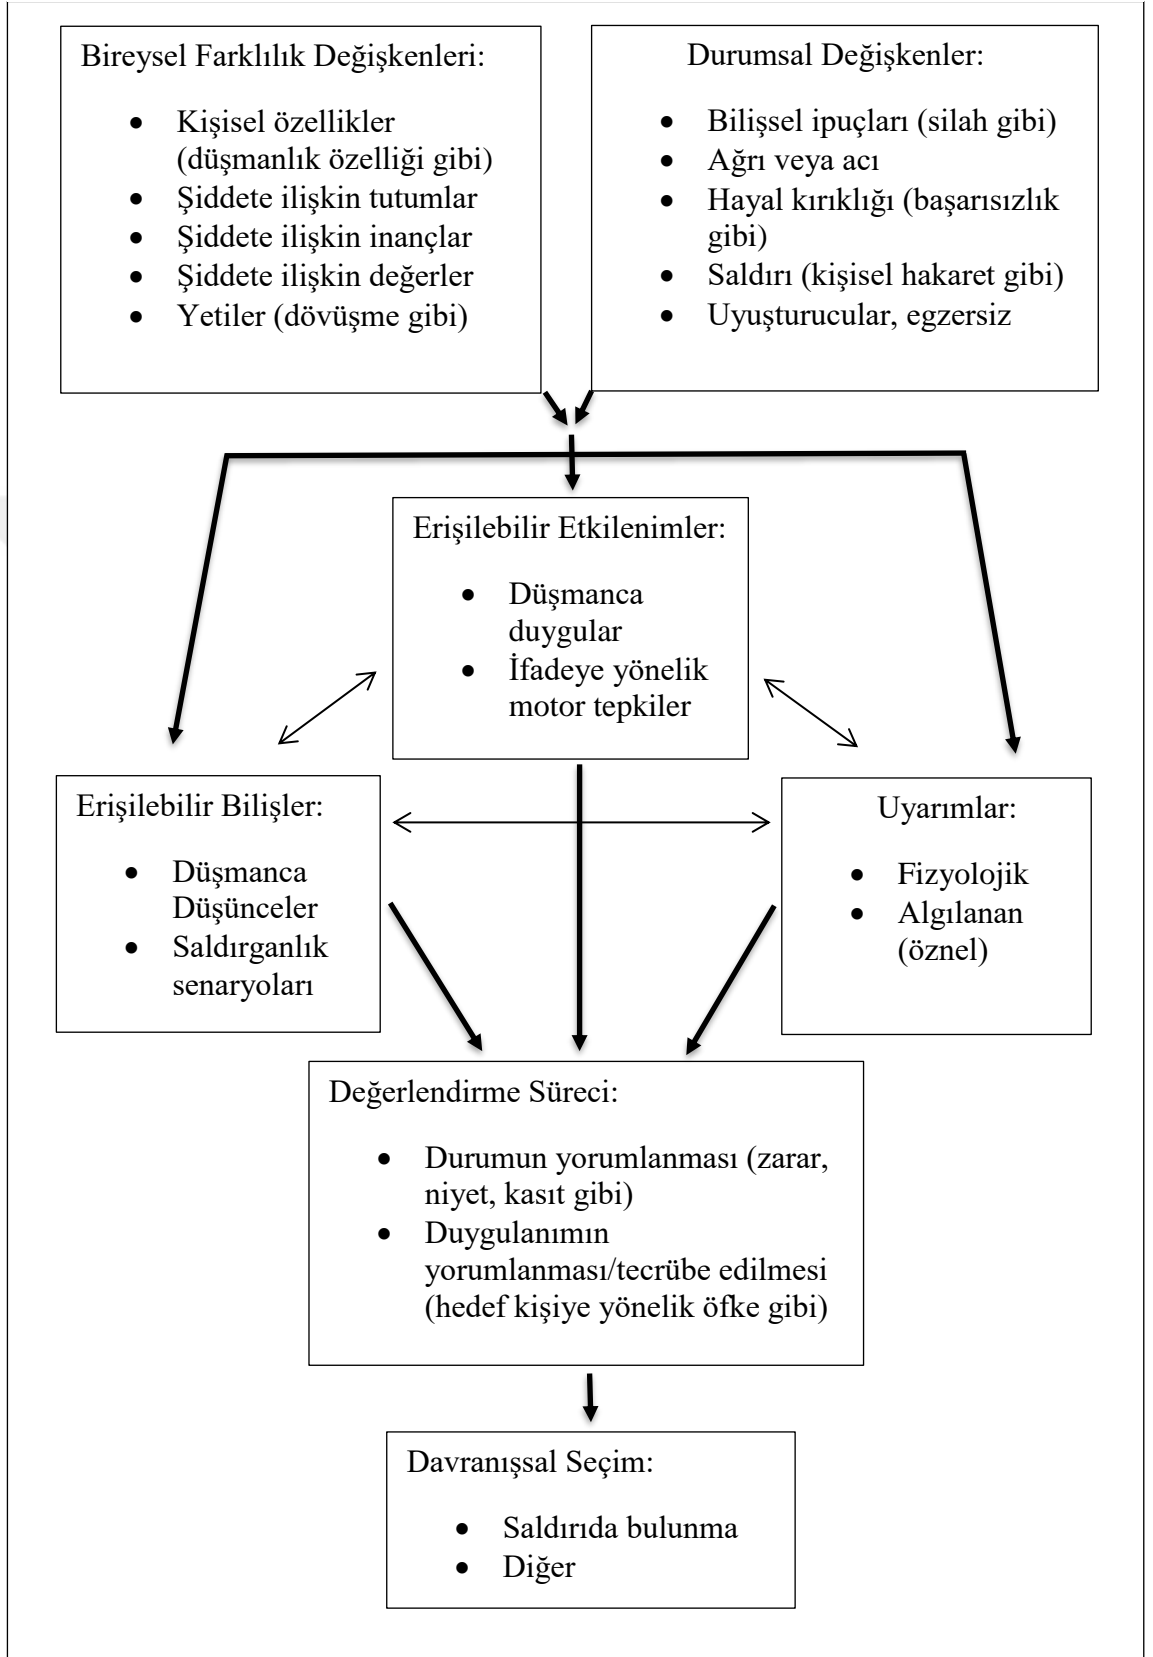 Bireysel Farklılık Değişkenleri:
• Kişisel özellikler
(düşmanlık özelliği gibi)
• Şiddete ilişkin tutumlar
• Şiddete ilişkin inançlar
• Şiddete ilişkin değerler
• Yetiler (dövüşme gibi)
Durumsal Değişkenler:
• Bilişsel ipuçları (silah gibi)
• Ağrı veya acı
• Hayal kırıklığı (başarısızlık
gibi)
• Saldırı (kişisel hakaret gibi)
• Uyuşturucular, egzersiz
Erişilebilir Etkilenimler:
• Düşmanca
duygular
• İfadeye yönelik
motor tepkiler
Erişilebilir Bilişler:
• Düşmanca
Düşünceler
• Saldırganlık
senaryoları
Uyarımlar:
• Fizyolojik
• Algılanan
(öznel)
Değerlendirme Süreci:
• Durumun yorumlanması (zarar,
niyet, kasıt gibi)
• Duygulanımın
yorumlanması/tecrübe edilmesi
(hedef kişiye yönelik öfke gibi)
Davranışsal Seçim:
• Saldırıda bulunma
• Diğer